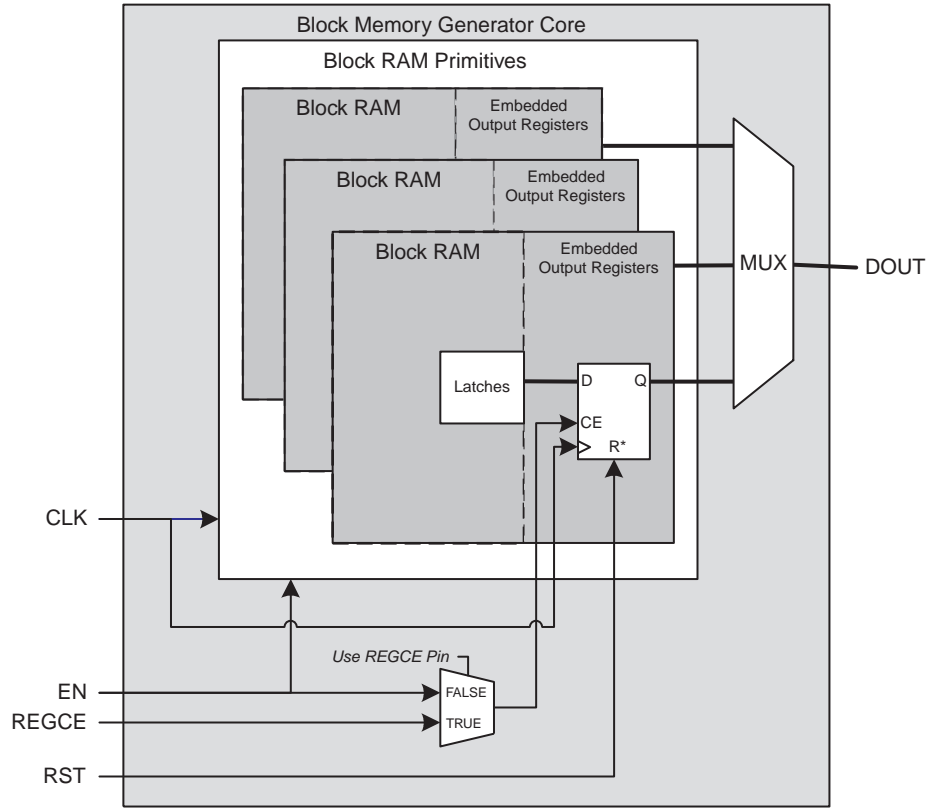 Block Memory Generator Core
Block RAM Primitives
Block RAM
Embedded
Output Registers
Block RAM
Embedded
Output Registers
Block RAM
Embedded
Output Registers
MUX
DOUT
Latches
D
Q
CE
R*
CLK
Use REGCE Pin
EN
FALSE
REGCE
TRUE
RST